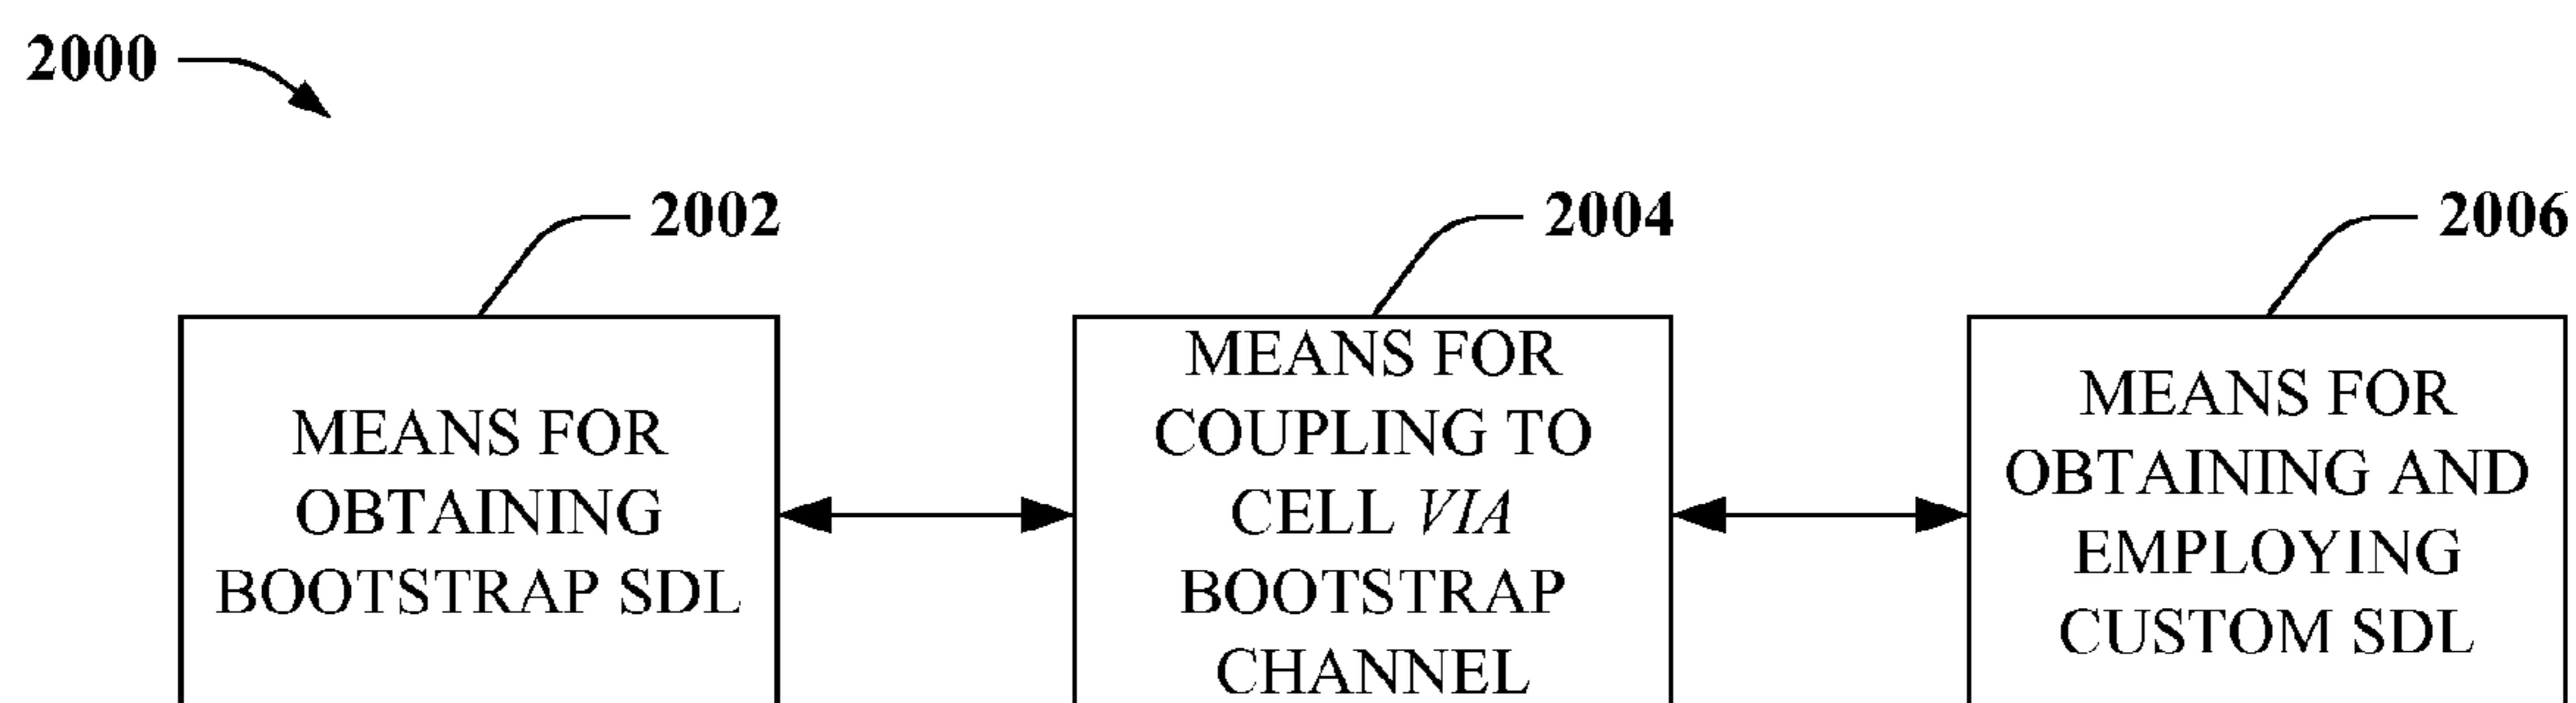 2000
2002
2004
2006
MEANS FOR
OBTAINING
BOOTSTRAP SDL
MEANS FOR
COUPLING TO
CELL VIA
BOOTSTRAP
CHANNEL
MEANS FOR
OBTAINING AND
EMPLOYING
CUSTOM SDL